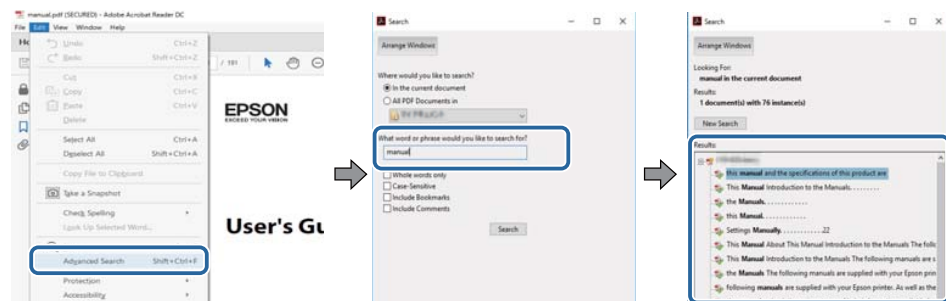 manual.pdf (SECURED) - Adobe Acrobat Reader DC
File Edit View Window Help
Undo Ctrl+Z
Redo Shift+Ctrl+Z
Cut Ctrl+X
Copy Ctrl+C
Paste Ctrl+V
Delete
Select All Ctrl+A
Deselect All Shift+Ctrl+A
Copy File to Clipboard
Take a Snapshot
Check Spelling
Look Up Selected Word...
Advanced Search Shift+Ctrl+F
Protection
Accessibility
/ 191
EPSON
EXCEED YOUR VISION
User's Gu
Search
Arrange Windows
Where would you like to search?
In the current document
All PDF Documents in
What word or phrase would you like to search for?
manual
Whole words only
Case-Sensitive
Include Bookmarks
Include Comments
Search
Search
Arrange Windows
Looking For:
manual in the current document
Results:
1 document(s) with 76 instance(s)
New Search
Results:
this manual and the specifications of this product are
This Manual Introduction to the Manuals.........
the Manuals.............
this Manual.............
Settings Manually.............22
This Manual About This Manual Introduction to the Manuals The follo
This Manual Introduction to the Manuals The following manuals are s
the Manuals The following manuals are supplied with your Epson prin
following manuals are supplied with your Epson printer. As well as the